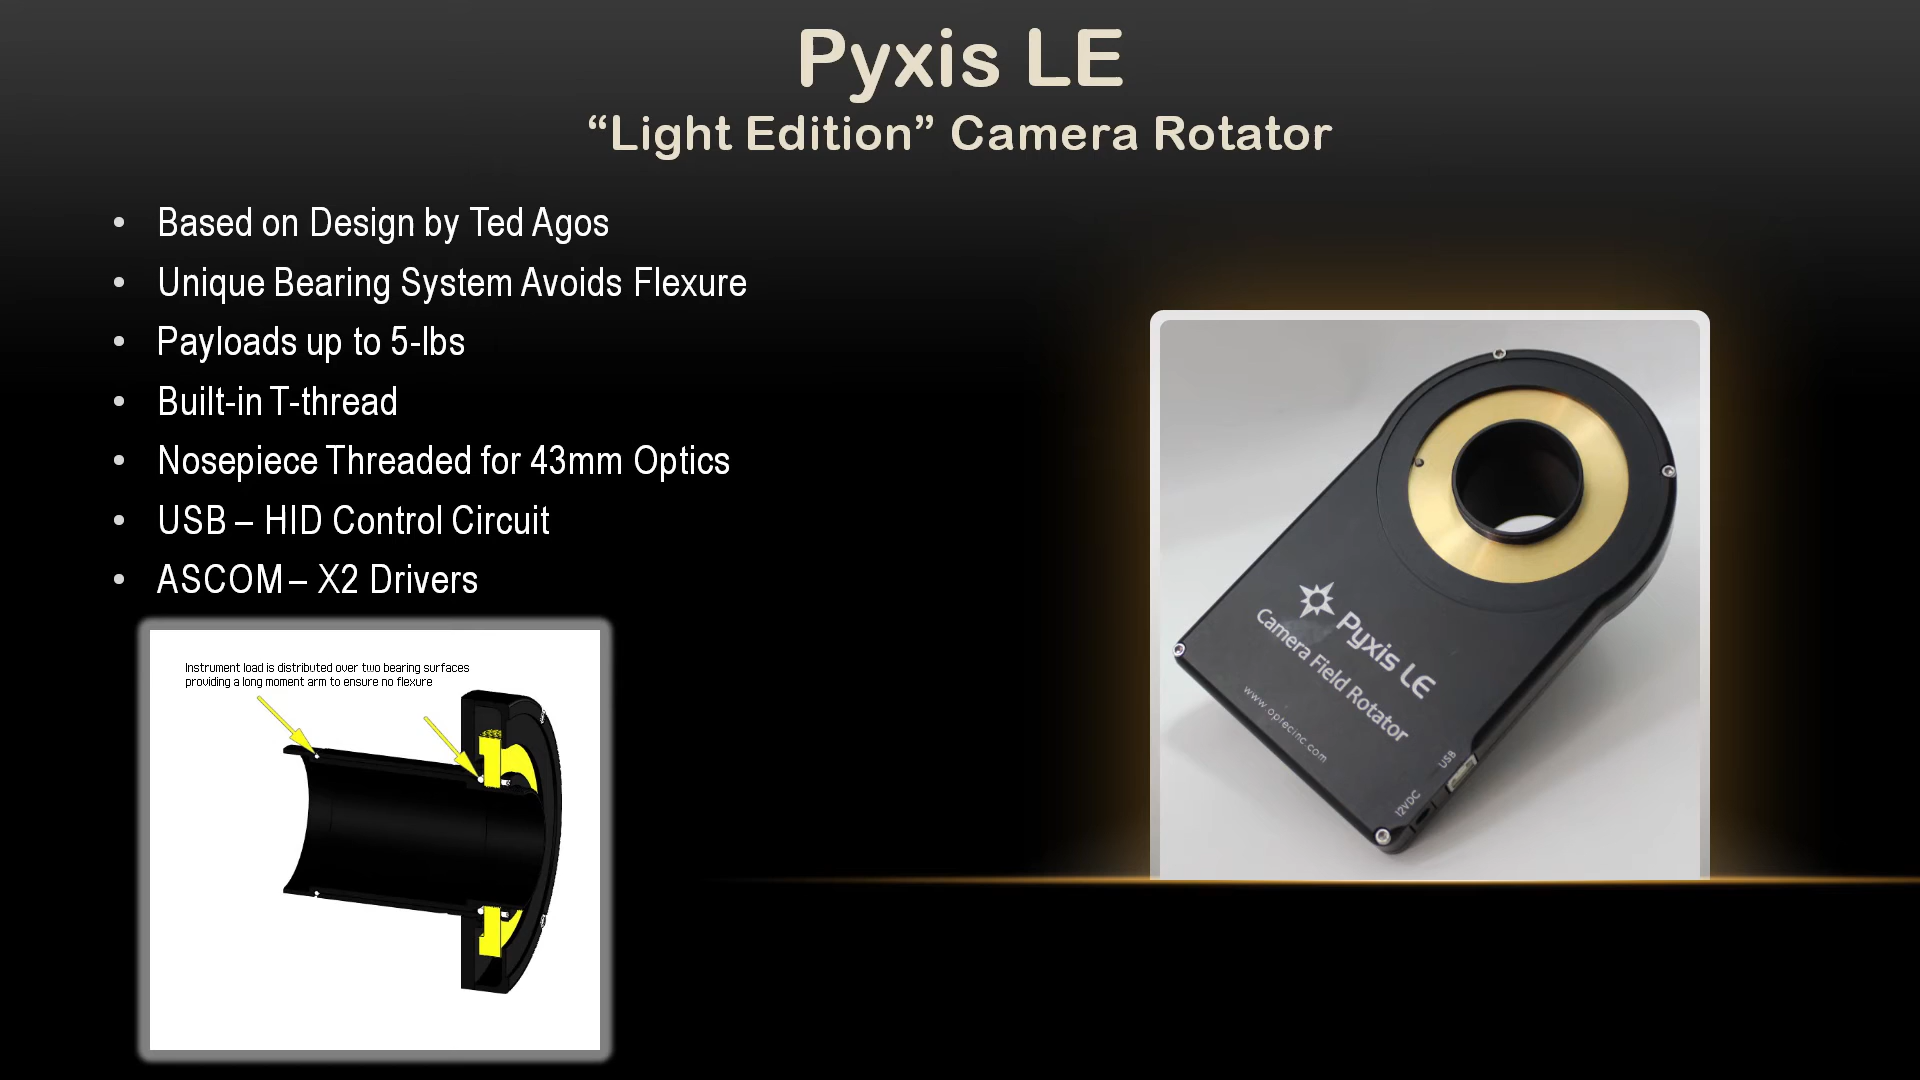 Pyxis LE
“Light Edition” Camera Rotator
• Based on Design by Ted Agos
• Unique Bearing System Avoids Flexure
• Payloads up to 5-lbs
• Built-in T-thread
• Nosepiece Threaded for 43mm Optics
• USB – HID Control Circuit
• ASCOM – X2 Drivers
Instrument load is distributed over two bearing surfaces
providing a long moment arm to ensure no flexure
Pyxis LE
Camera Field Rotator
www.optecinc.com
USB
12VDC